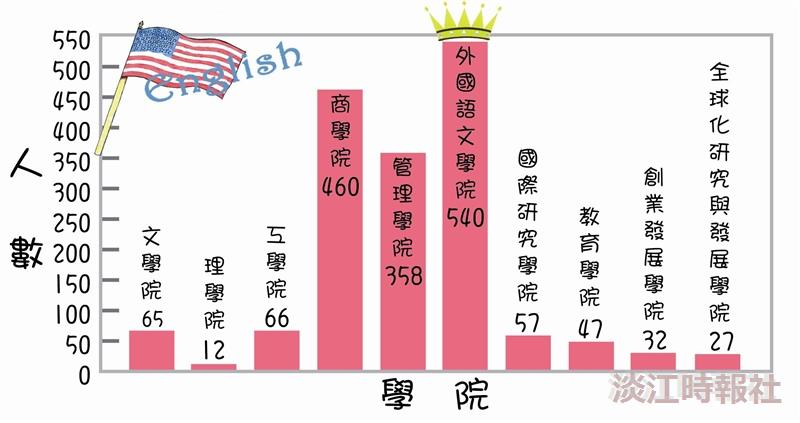 English
人數
550
500
450
400
350
300
250
200
150
100
50
0
文學院
65
理學院
12
互學院
66
商學院
460
管理學院
358
外國語文學院
540
國際研究學院
57
教育學院
47
創業發展學院
32
全球化研究與發展學院
27
學院
淡江時報社